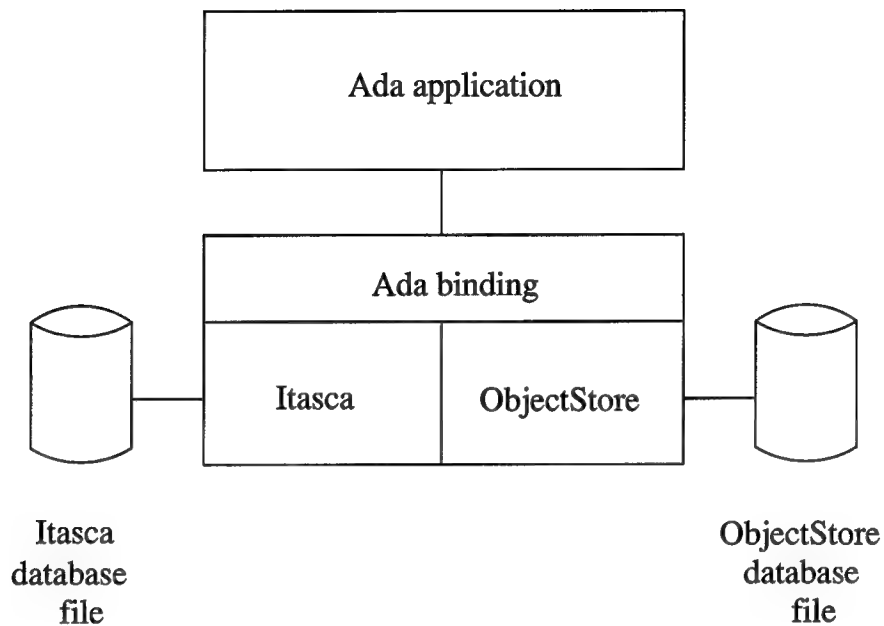 Ada application
Ada binding
Itasca
ObjectStore
Itasca
database
file
ObjectStore
database
file